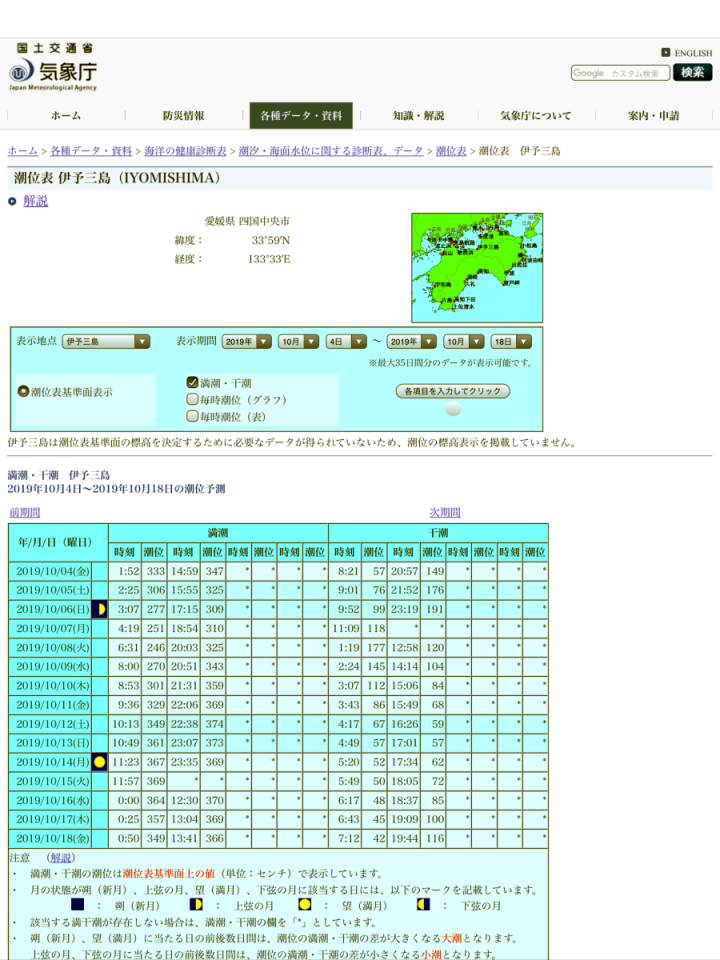 国土交通省
気象庁
Japan Meteorological Agency
ENGLISH
Google カスタム検索 検索
ホーム 防災情報 各種データ・資料 知識・解説 気象庁について 案内・申請
ホーム > 各種データ・資料 > 海洋の健康診断表 > 潮汐・海面水位に関する診断表、データ > 潮位表 > 潮位表 伊予三島
潮位表 伊予三島（IYOMISHIMA）
解説
愛媛県 四国中央市
緯度： 33°59'N
経度： 133°33'E
表示地点 伊予三島 表示期間 2019年 10月 4日 ～ 2019年 10月 18日
※最大35日間分のデータが表示可能です。
潮位表基準面表示
満潮・干潮
毎時潮位（グラフ）
毎時潮位（表）
各項目を入力してクリック
伊予三島は潮位表基準面の標高を決定するために必要なデータが得られていないため、潮位の標高表示を掲載していません。
満潮・干潮 伊予三島
2019年10月4日～2019年10月18日の潮位予測
前期間 次期間
年/月/日（曜日） 満潮 干潮
時刻 潮位 時刻 潮位 時刻 潮位 時刻 潮位 時刻 潮位 時刻 潮位 時刻 潮位 時刻 潮位
2019/10/04(金) 1:52 333 14:59 347 * * * * 8:21 57 20:57 149 * * * *
2019/10/05(土) 2:25 306 15:55 325 * * * * 9:01 76 21:52 176 * * * *
2019/10/06(日) 3:07 277 17:15 309 * * * * 9:52 99 23:19 191 * * * *
2019/10/07(月) 4:19 251 18:54 310 * * * * 11:09 118 * * * * * *
2019/10/08(火) 6:31 246 20:03 325 * * * * 1:19 177 12:58 120 * * * *
2019/10/09(水) 8:00 270 20:51 343 * * * * 2:24 145 14:14 104 * * * *
2019/10/10(木) 8:53 301 21:31 359 * * * * 3:07 112 15:06 84 * * * *
2019/10/11(金) 9:36 329 22:06 369 * * * * 3:43 86 15:49 68 * * * *
2019/10/12(土) 10:13 349 22:38 374 * * * * 4:17 67 16:26 59 * * * *
2019/10/13(日) 10:49 361 23:07 373 * * * * 4:49 57 17:01 57 * * * *
2019/10/14(月) 11:23 367 23:35 369 * * * * 5:20 52 17:34 62 * * * *
2019/10/15(火) 11:57 369 * * * * * * 5:49 50 18:05 72 * * * *
2019/10/16(水) 0:00 364 12:30 370 * * * * 6:17 48 18:37 85 * * * *
2019/10/17(木) 0:25 357 13:04 369 * * * * 6:43 45 19:09 100 * * * *
2019/10/18(金) 0:50 349 13:41 366 * * * * 7:12 42 19:44 116 * * * *
注意 （解説）
・ 満潮・干潮の潮位は潮位表基準面上の値（単位：センチ）で表示しています。
・ 月の状態が朔（新月）、上弦の月、望（満月）、下弦の月に該当する日には、以下のマークを記載しています。
： 朔（新月） ： 上弦の月 ： 望（満月） ： 下弦の月
・ 該当する満干潮が存在しない場合は、満潮・干潮の欄を「*」としています。
・ 朔（新月）、望（満月）に当たる日の前後数日間は、潮位の満潮・干潮の差が大きくなる大潮となります。
上弦の月、下弦の月に当たる日の前後数日間は、潮位の満潮・干潮の差が小さくなる小潮となります。